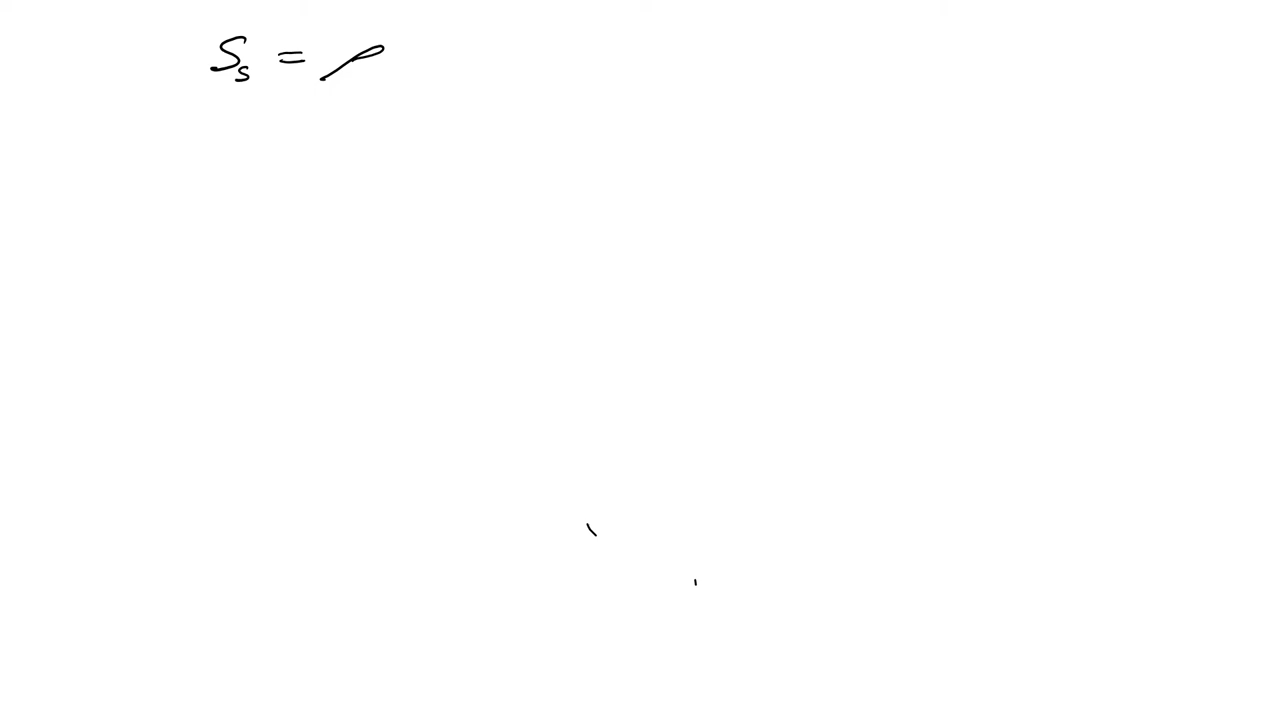 S_s = ρ